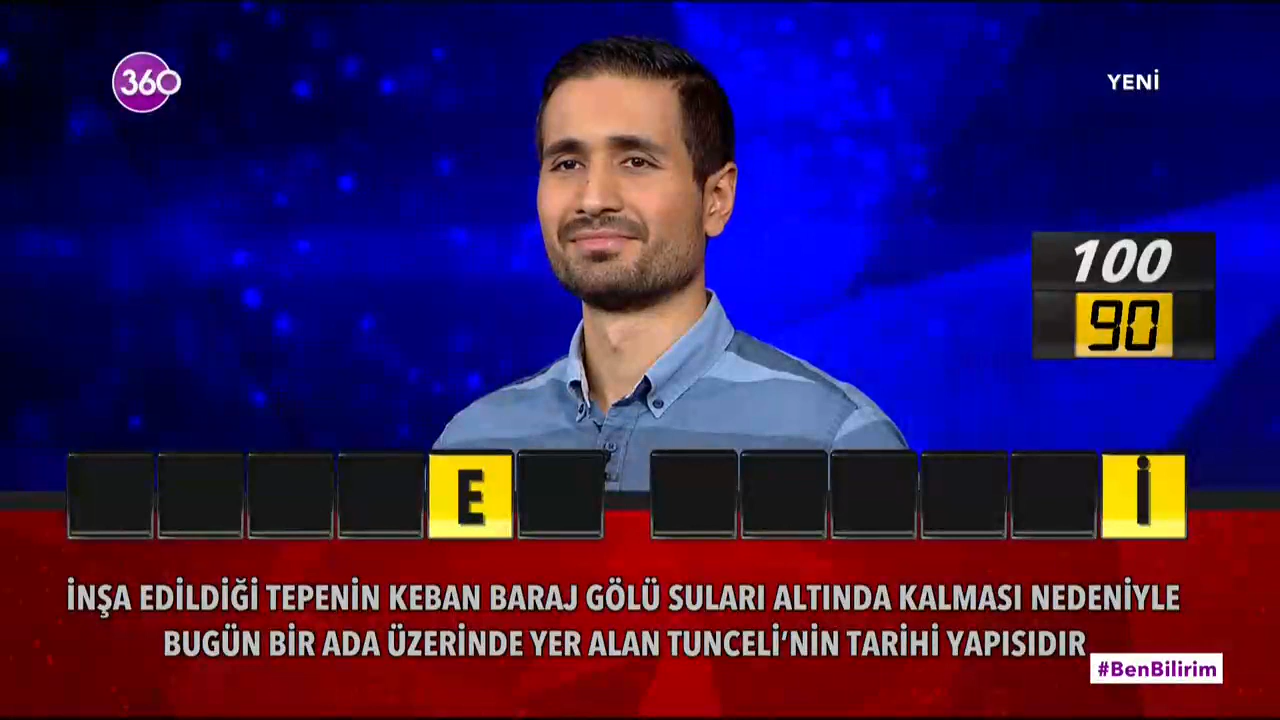 360
YENİ
100
90
E İ
İNŞA EDİLDİĞİ TEPENİN KEBAN BARAJ GÖLÜ SULARI ALTINDA KALMASI NEDENİYLE
BUGÜN BİR ADA ÜZERİNDE YER ALAN TUNCELİ'NİN TARİHİ YAPISIDIR
#BenBilirim